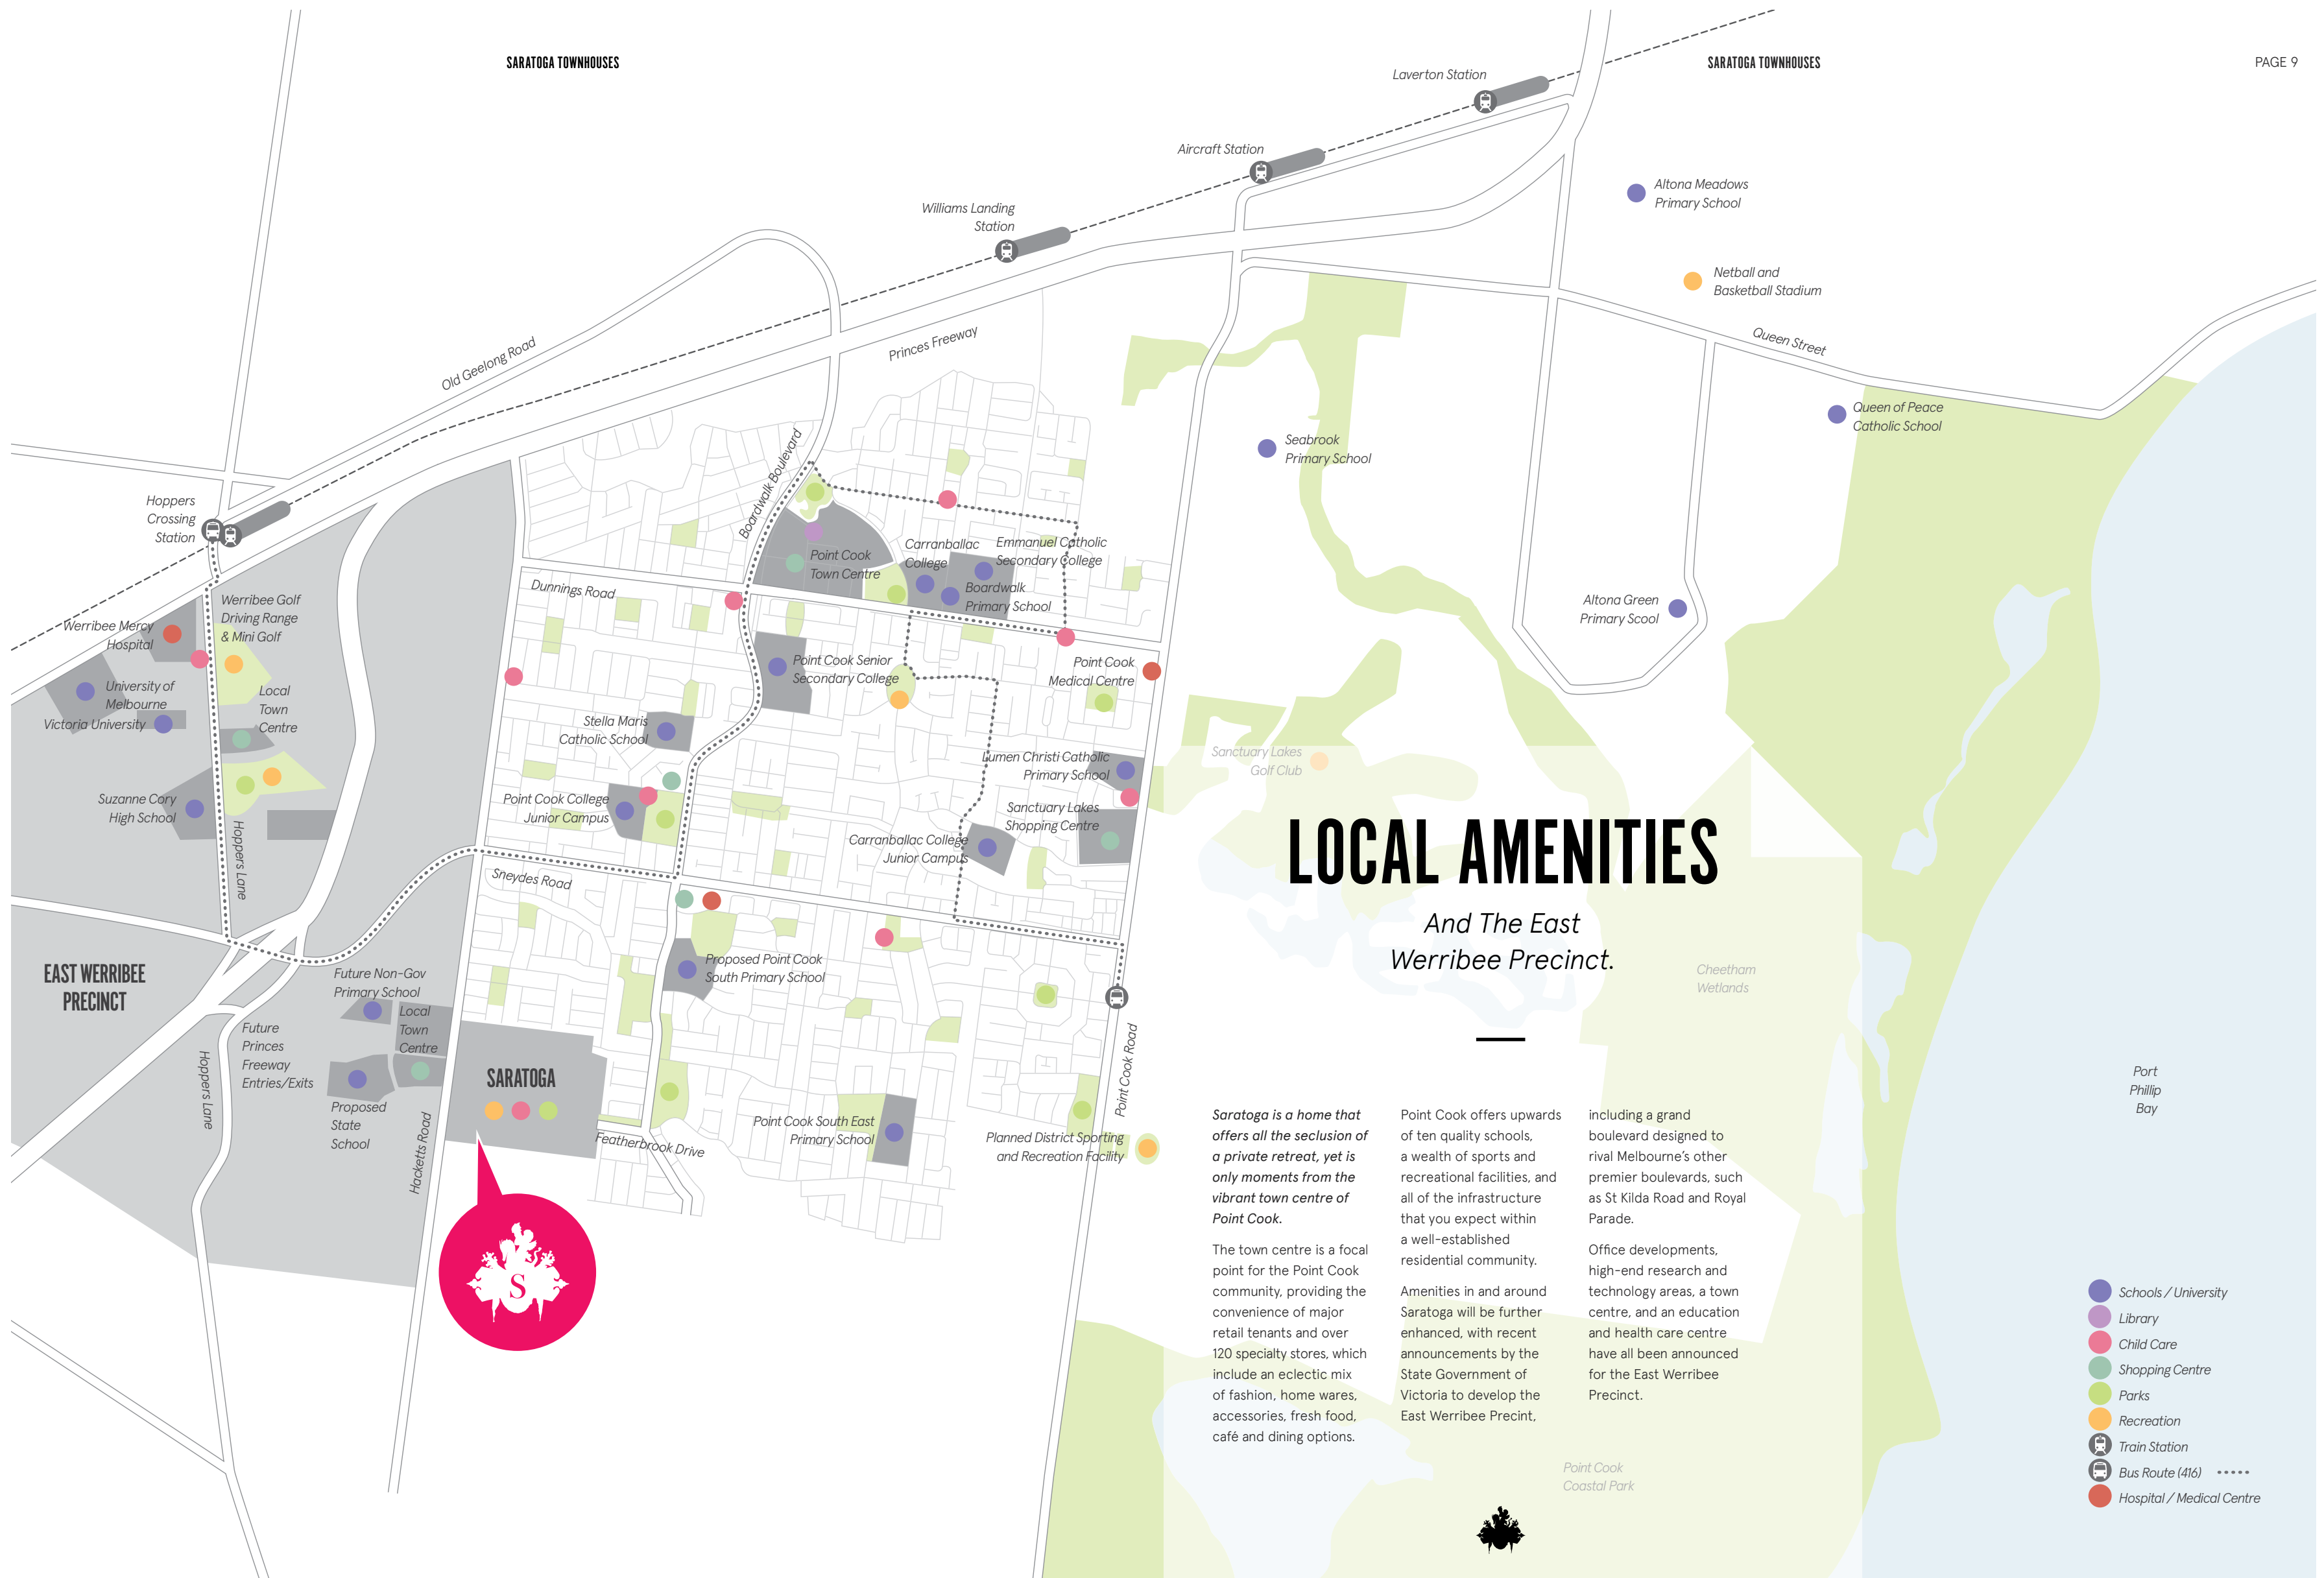 SARATOGA TOWNHOUSES
SARATOGA TOWNHOUSES
PAGE 9
Laverton Station
Aircraft Station
Williams Landing
Station
Altona Meadows
Primary School
Netball and
Basketball Stadium
Queen Street
Old Geelong Road
Princes Freeway
Queen of Peace
Catholic School
Seabrook
Primary School
Boardwalk Boulevard
Hoppers
Crossing
Station
Point Cook
Town Centre
Carranballac
College
Emmanuel Catholic
Secondary College
Boardwalk
Primary School
Dunnings Road
Altona Green
Primary Scool
Werribee Golf
Driving Range
& Mini Golf
Werribee Mercy
Hospital
University of
Melbourne
Victoria University
Local
Town
Centre
Point Cook Senior
Secondary College
Point Cook
Medical Centre
Stella Maris
Catholic School
Lumen Christi Catholic
Primary School
Sanctuary Lakes
Golf Club
Suzanne Cory
High School
Point Cook College
Junior Campus
Sanctuary Lakes
Shopping Centre
Carranballac College
Junior Campus
Hoppers Lane
Sneydes Road
LOCAL AMENITIES
And The East
Werribee Precinct.
EAST WERRIBEE
PRECINCT
Future Non-Gov
Primary School
Local
Town
Centre
Proposed Point Cook
South Primary School
Cheetham
Wetlands
Future
Princes
Freeway
Entries/Exits
Hoppers Lane
Proposed
State
School
Hacketts Road
SARATOGA
Featherbrook Drive
Point Cook South East
Primary School
Point Cook Road
Planned District Sporting
and Recreation Facility
Port
Phillip
Bay
S
Saratoga is a home that
offers all the seclusion of
a private retreat, yet is
only moments from the
vibrant town centre of
Point Cook.
The town centre is a focal
point for the Point Cook
community, providing the
convenience of major
retail tenants and over
120 specialty stores, which
include an eclectic mix
of fashion, home wares,
accessories, fresh food,
café and dining options.
Point Cook offers upwards
of ten quality schools,
a wealth of sports and
recreational facilities, and
all of the infrastructure
that you expect within
a well-established
residential community.
Amenities in and around
Saratoga will be further
enhanced, with recent
announcements by the
State Government of
Victoria to develop the
East Werribee Precint,
including a grand
boulevard designed to
rival Melbourne's other
premier boulevards, such
as St Kilda Road and Royal
Parade.
Office developments,
high-end research and
technology areas, a town
centre, and an education
and health care centre
have all been announced
for the East Werribee
Precinct.
Point Cook
Coastal Park
Schools / University
Library
Child Care
Shopping Centre
Parks
Recreation
Train Station
Bus Route (416)
Hospital / Medical Centre